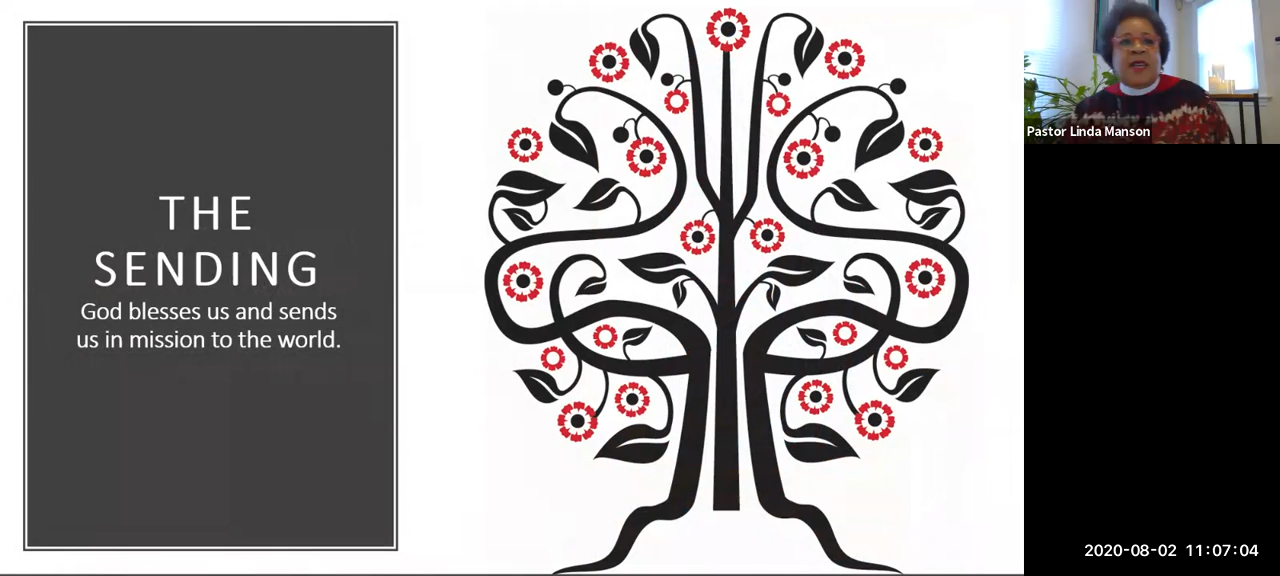 THE
SENDING
God blesses us and sends
us in mission to the world.
Pastor Linda Manson
2020-08-02 11:07:04